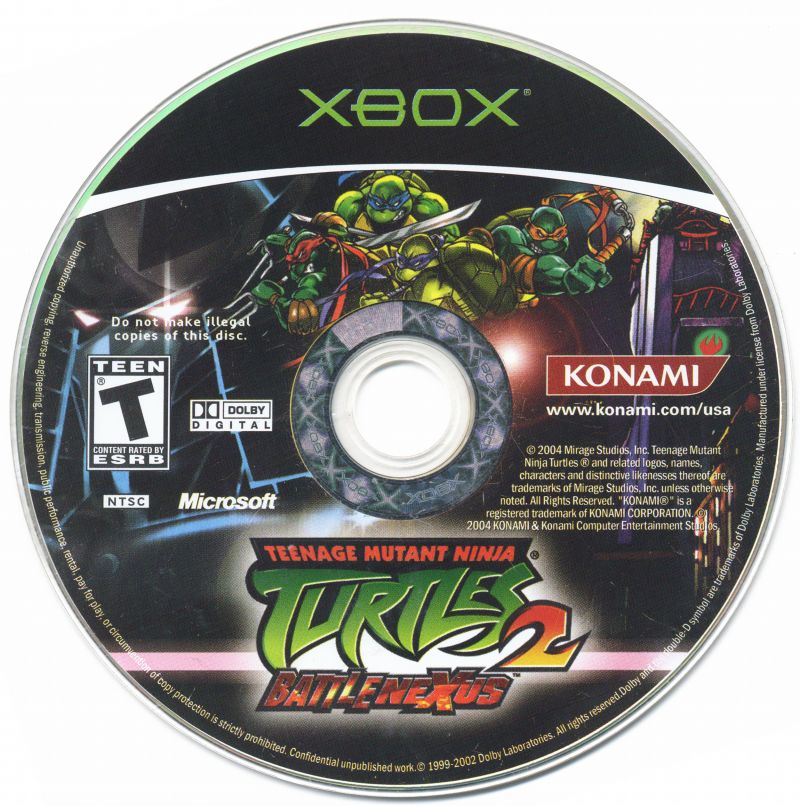 XBOX®
Do not make illegal
copies of this disc.
TEEN
T
CONTENT RATED BY
ESRB
DOLBY
DIGITAL
NTSC
Microsoft
KONAMI
www.konami.com/usa
© 2004 Mirage Studios, Inc. Teenage Mutant
Ninja Turtles ® and related logos, names,
characters and distinctive likenesses thereof are
trademarks of Mirage Studios, Inc. unless otherwise
noted. All Rights Reserved. "KONAMI®" is a
registered trademark of KONAMI CORPORATION. ©
2004 KONAMI & Konami Computer Entertainment Studios
TEENAGE MUTANT NINJA®
TURTLES 2
BATTLE NEXUS™
Unauthorized copying, reverse engineering, transmission, public performance, rental, pay for play, or circumvention of copy protection is strictly prohibited. Confidential unpublished work. © 1999-2002 Dolby Laboratories. All rights reserved. Dolby and the double-D symbol are trademarks of Dolby Laboratories. Manufactured under license from Dolby Laboratories.